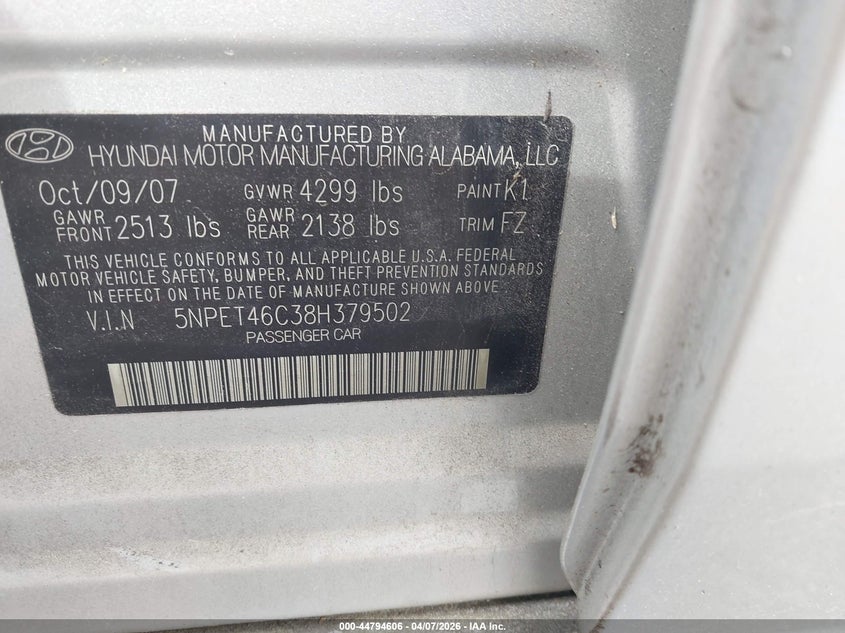 MANUFACTURED BY
HYUNDAI MOTOR MANUFACTURING ALABAMA, LLC
Oct/09/07 GVWR 4299 lbs PAINT K1
GAWR FRONT 2513 lbs GAWR REAR 2138 lbs TRIM FZ
THIS VEHICLE CONFORMS TO ALL APPLICABLE U.S.A. FEDERAL
MOTOR VEHICLE SAFETY, BUMPER, AND THEFT PREVENTION STANDARDS
IN EFFECT ON THE DATE OF MANUFACTURE SHOWN ABOVE.
V.I.N 5NPET46C38H379502
PASSENGER CAR
000-44794606 - 04/07/2026 - IAA Inc.